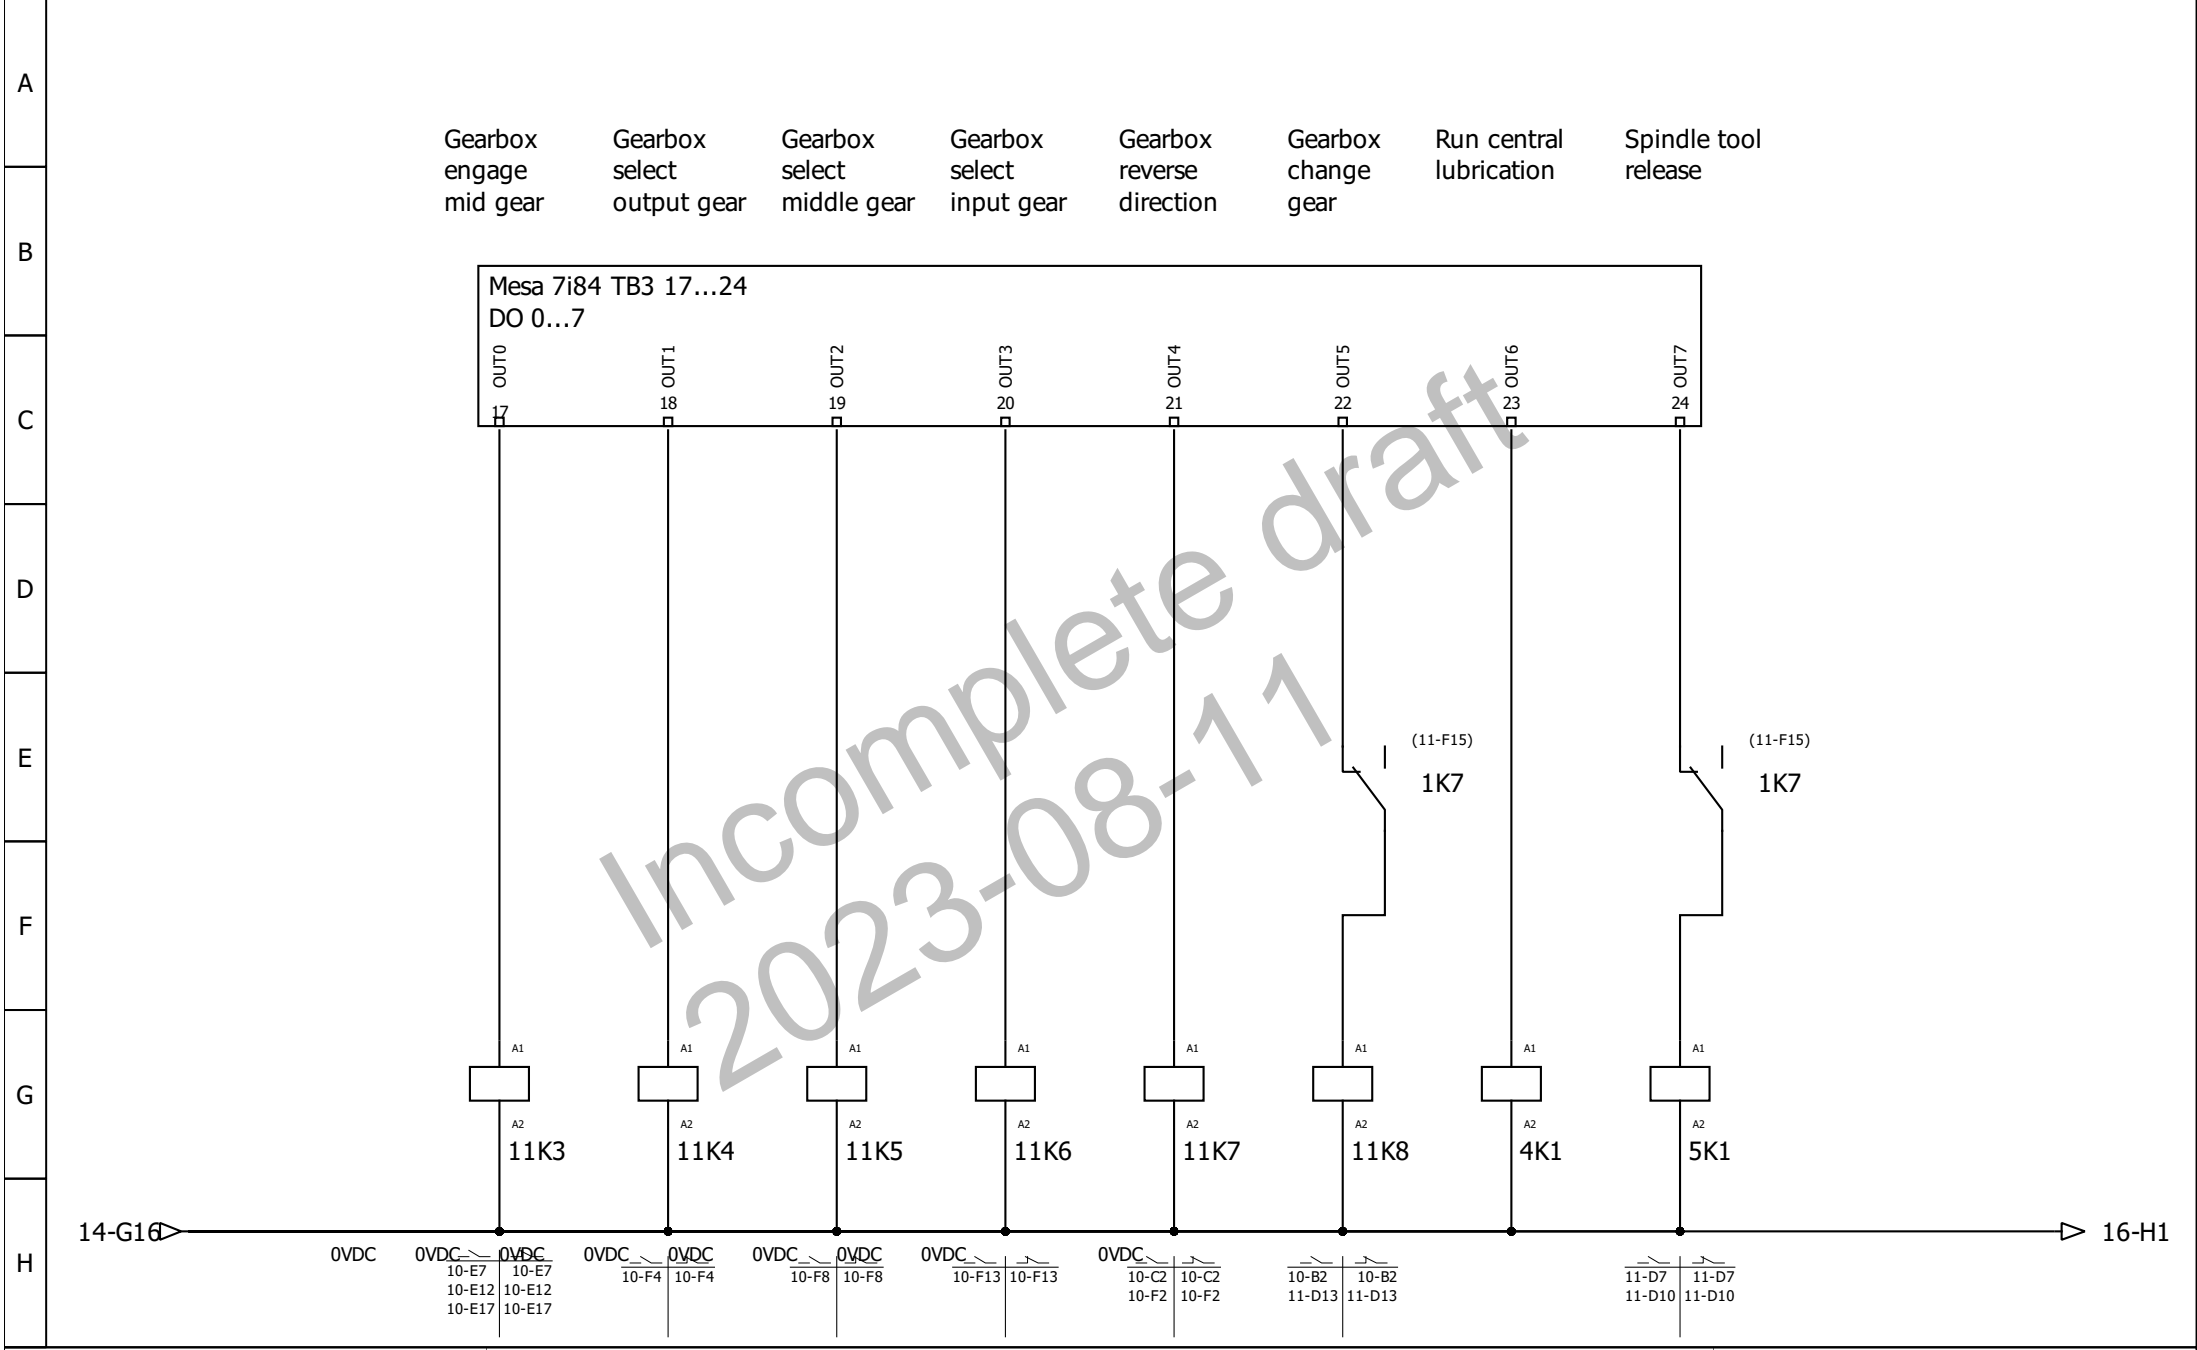 A
B
C
D
E
F
G
H
Gearbox
engage
mid gear
Gearbox
select
output gear
Gearbox
select
middle gear
Gearbox
select
input gear
Gearbox
reverse
direction
Gearbox
change
gear
Run central
lubrication
Spindle tool
release
Mesa 7i84 TB3 17...24
DO 0...7
OUT0 OUT1 OUT2 OUT3 OUT4 OUT5 OUT6 OUT7
17 18 19 20 21 22 23 24
Incomplete draft
2023-08-11
(11-F15) (11-F15)
1K7 1K7
A1 A1 A1 A1 A1 A1 A1 A1
A2 A2 A2 A2 A2 A2 A2 A2
11K3 11K4 11K5 11K6 11K7 11K8 4K1 5K1
14-G16 16-H1
0VDC 0VDC 0VDC 0VDC 0VDC 0VDC 0VDC 0VDC 0VDC
10-E7 10-E7
10-E12 10-E12
10-E17 10-E17
10-F4 10-F4
10-F8 10-F8
10-F13 10-F13
10-C2 10-C2
10-F2 10-F2
10-B2 10-B2
11-D13 11-D13
11-D7 11-D7
11-D10 11-D10